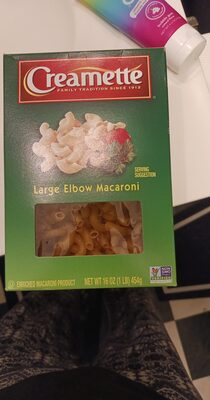 Creamette
FAMILY TRADITION SINCE 1912
SERVING
SUGGESTION
Large Elbow Macaroni
ENRICHED MACARONI PRODUCT NET WT 16 OZ (1 LB) 454g